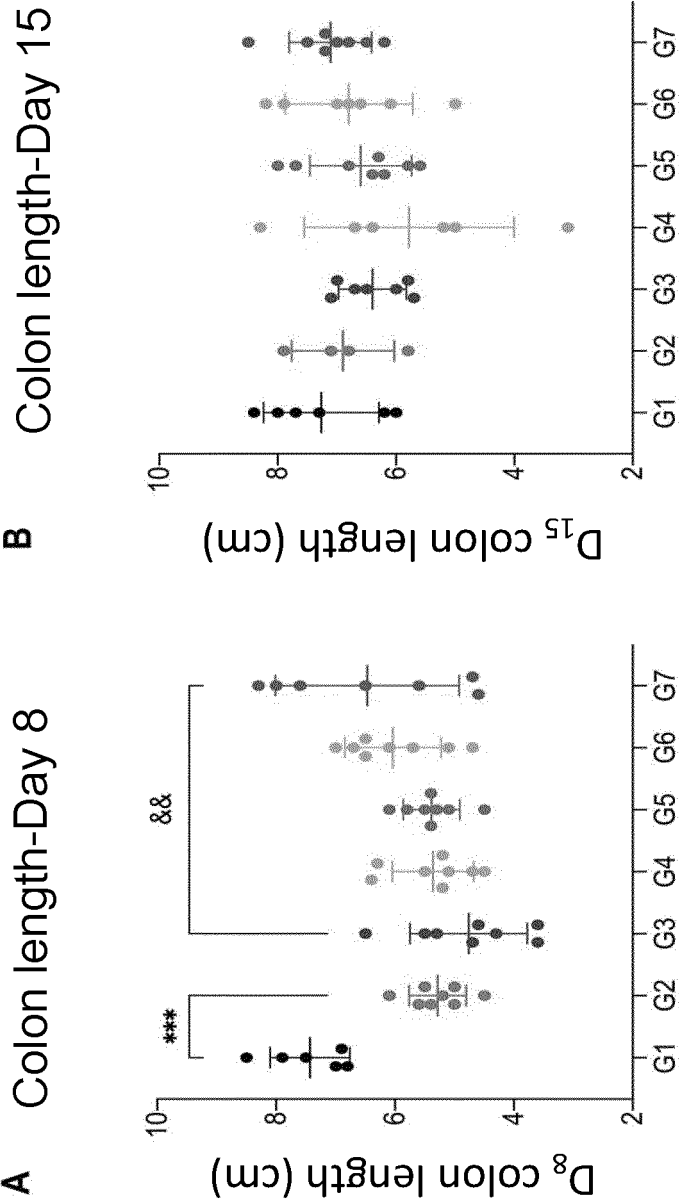 A
Colon length-Day 8
D8 colon length (cm)
10
8
6
4
2
***
&&
G1 G2 G3 G4 G5 G6 G7
B
Colon length-Day 15
D15 colon length (cm)
10
8
6
4
2
G1 G2 G3 G4 G5 G6 G7